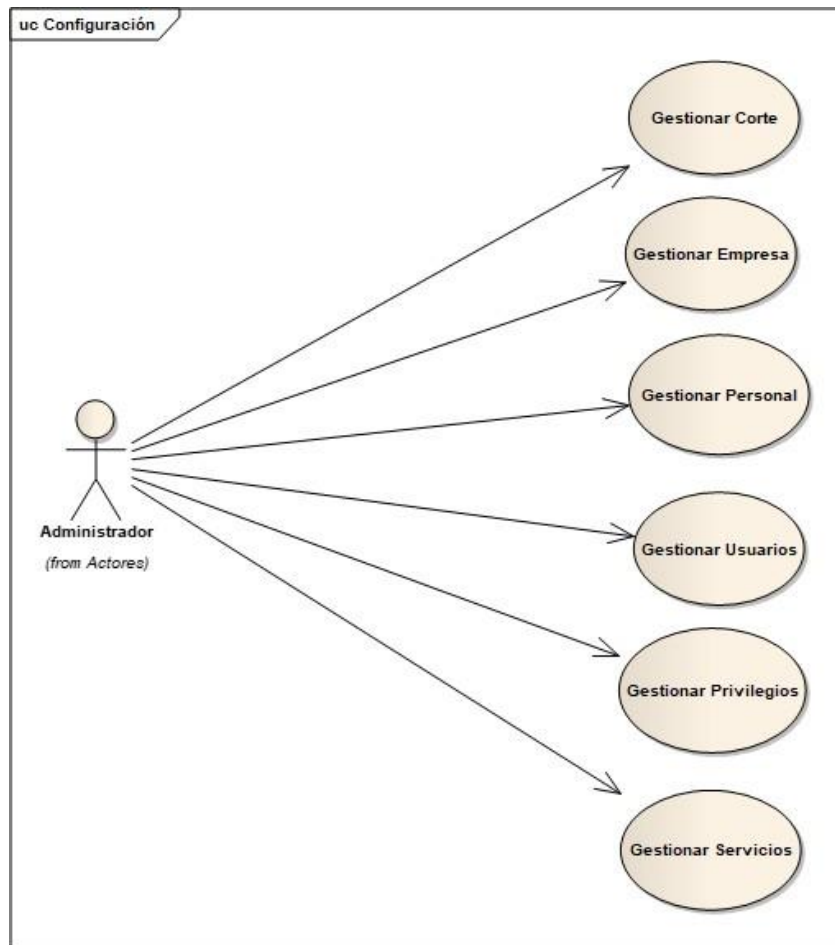 uc Configuración
Gestionar Corte
Gestionar Empresa
Gestionar Personal
Administrador
(from Actores)
Gestionar Usuarios
Gestionar Privilegios
Gestionar Servicios